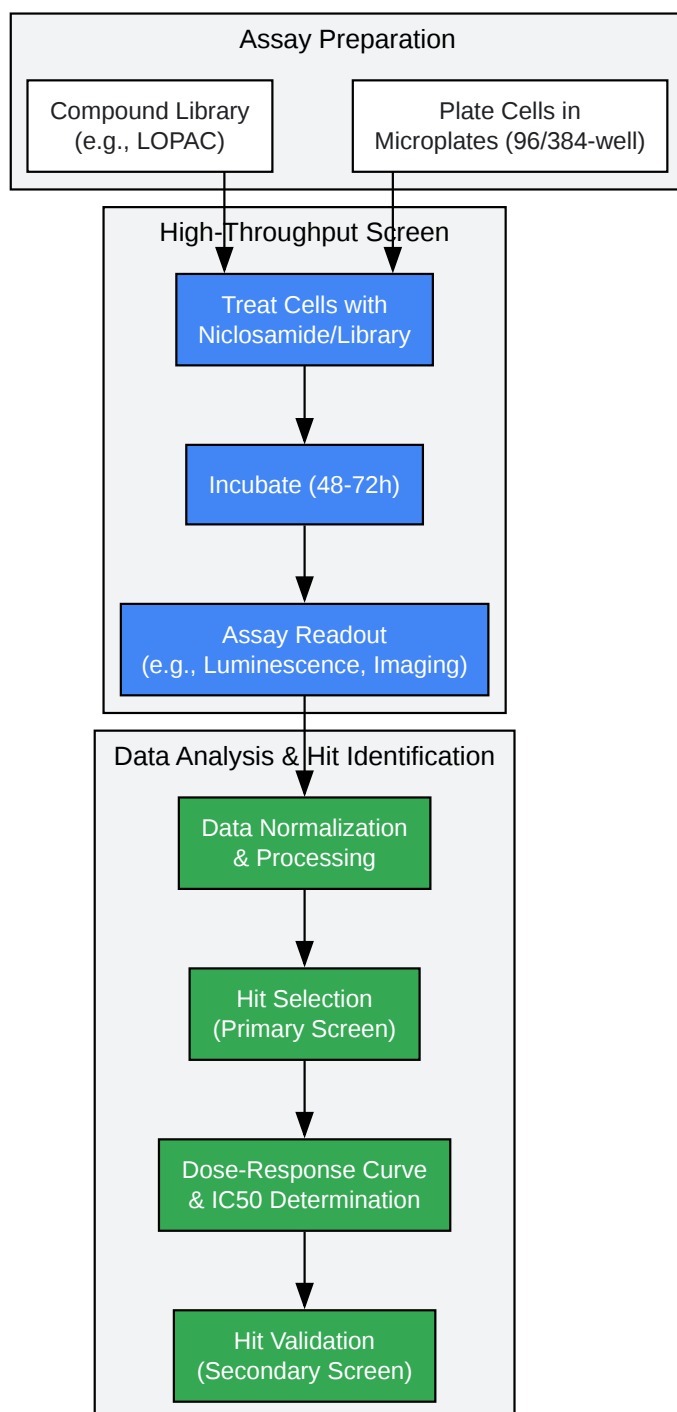 Assay Preparation
Compound Library
(e.g., LOPAC)
Plate Cells in
Microplates (96/384-well)
High-Throughput Screen
Treat Cells with
Niclosamide/Library
Incubate (48-72h)
Assay Readout
(e.g., Luminescence, Imaging)
Data Analysis & Hit Identification
Data Normalization
& Processing
Hit Selection
(Primary Screen)
Dose-Response Curve
& IC50 Determination
Hit Validation
(Secondary Screen)